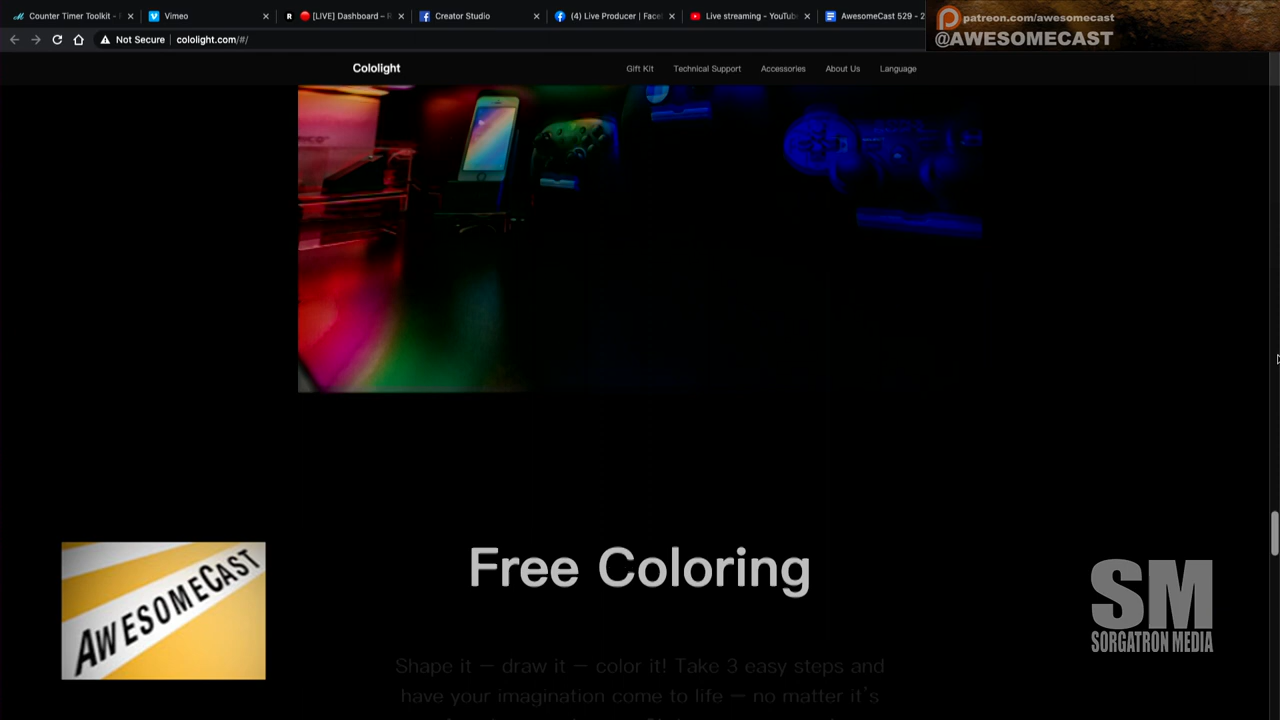 Counter Timer Toolkit -
Vimeo
[LIVE] Dashboard –
Creator Studio
(4) Live Producer | Face
Live streaming - YouTub
AwesomeCast 529 - 2
patreon.com/awesomecast
@AWESOMECAST
Not Secure
cololight.com/#/
Cololight
Gift Kit
Technical Support
Accessories
About Us
Language
Free Coloring
AWESOMECAST
SM
SORGATRON MEDIA
Shape it — draw it — color it! Take 3 easy steps and
have your imagination come to life — no matter it's